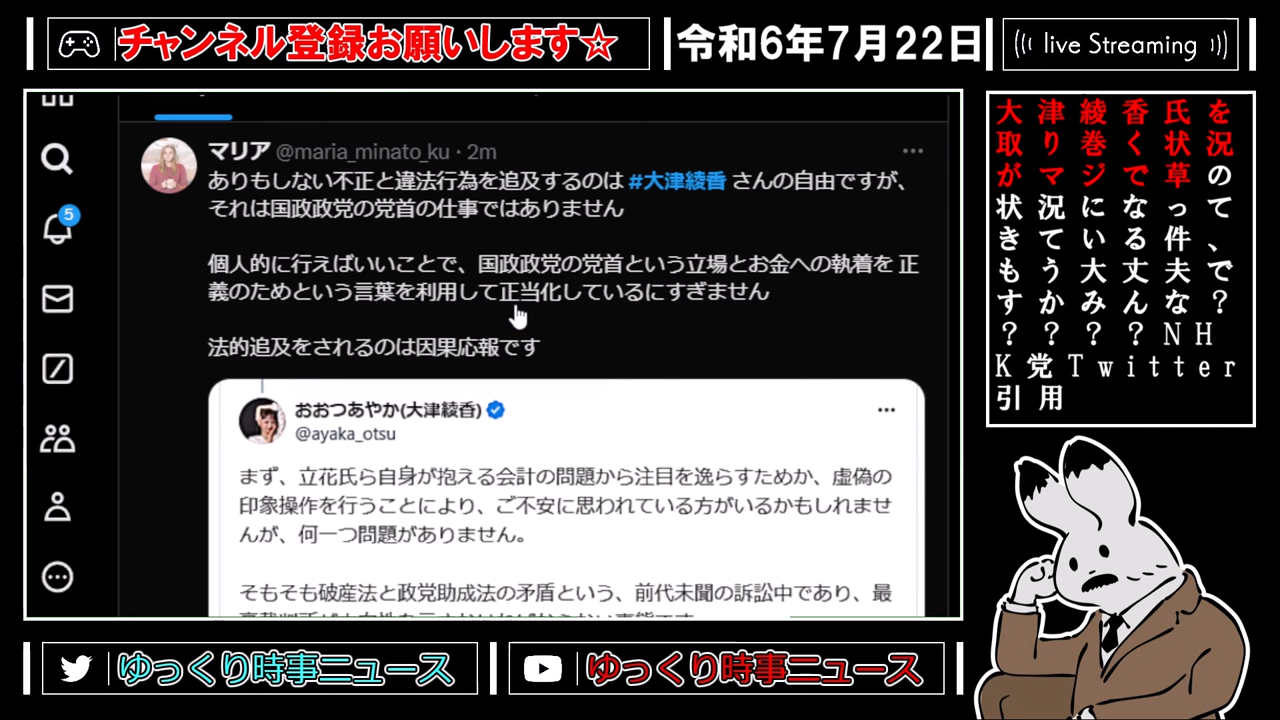 チャンネル登録お願いします☆
令和6年7月22日
live Streaming
5
マリア @maria_minato_ku · 2m
ありもしない不正と違法行為を追及するのは #大津綾香 さんの自由ですが、
それは国政政党の党首の仕事ではありません
個人的に行えばいいことで、国政政党の党首という立場とお金への執着を 正
義のためという言葉を利用して正当化しているにすぎません
法的追及をされるのは因果応報です
おおつあやか(大津綾香)
@ayaka_otsu
まず、立花氏ら自身が抱える会計の問題から注目を逸らすためか、虚偽の
印象操作を行うことにより、ご不安に思われている方がいるかもしれませ
んが、何一つ問題がありません。
そもそも破産法と政党助成法の矛盾という、前代未聞の訴訟中であり、最
大津綾香氏を
取り巻く状況
がマジで草の
状況になって
きている件、
もう大丈夫で
すかみんな?
????NH
K党Twitter
引用
ゆっくり時事ニュース
ゆっくり時事ニュース